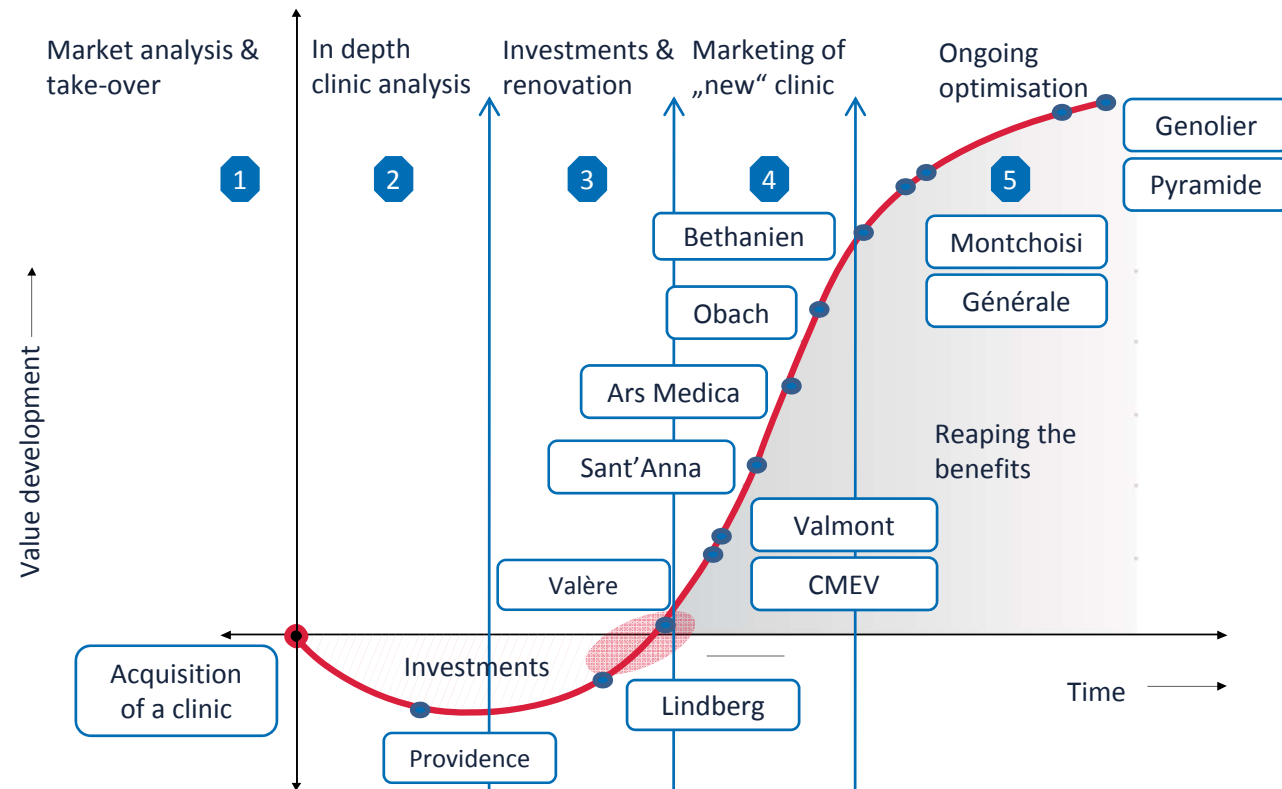 Market analysis &
take-over
In depth
clinic analysis
Investments &
renovation
Marketing of
„new“ clinic
Ongoing
optimisation
1
2
3
4
5
Genolier
Pyramide
Bethanien
Montchoisi
Obach
Générale
Ars Medica
Sant’Anna
Reaping the
benefits
Valmont
Valère
CMEV
Value development
Investments
Acquisition
of a clinic
Lindberg
Time
Providence